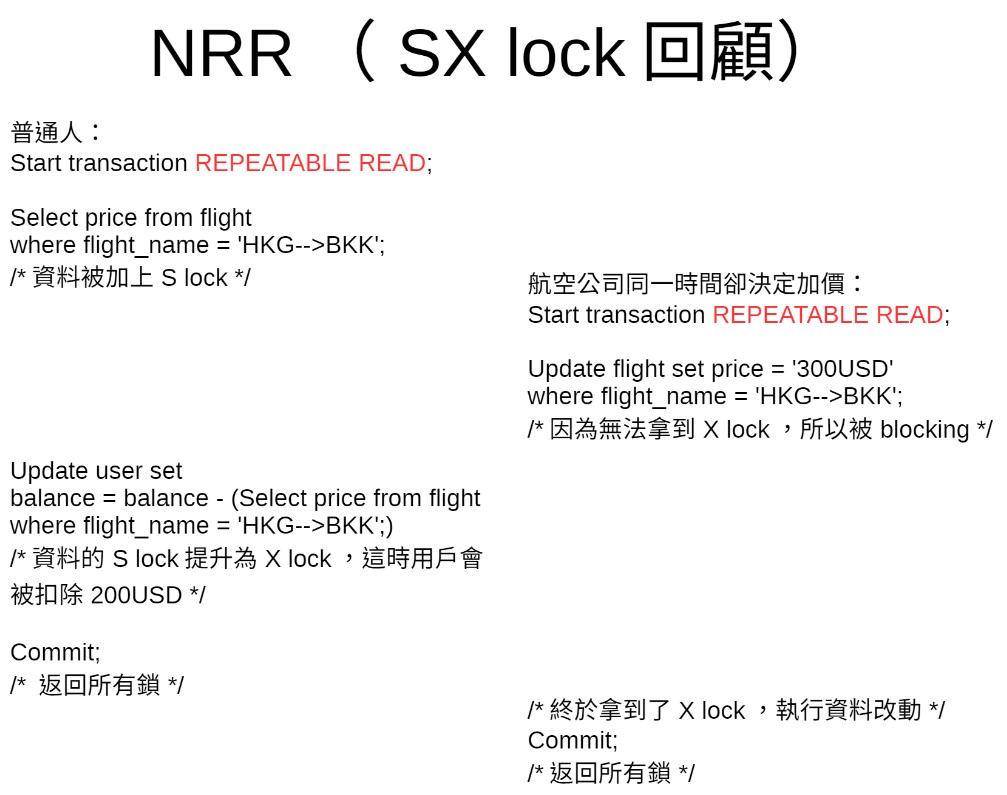 NRR （ SX lock 回顧）
普通人：
Start transaction REPEATABLE READ;
Select price from flight
where flight_name = 'HKG-->BKK';
/* 資料被加上 S lock */
航空公司同一時間卻決定加價：
Start transaction REPEATABLE READ;
Update flight set price = '300USD'
where flight_name = 'HKG-->BKK';
/* 因為無法拿到 X lock ，所以被 blocking */
Update user set
balance = balance - (Select price from flight
where flight_name = 'HKG-->BKK';)
/* 資料的 S lock 提升為 X lock ，這時用戶會
被扣除 200USD */
Commit;
/* 返回所有鎖 */
/* 終於拿到了 X lock ，執行資料改動 */
Commit;
/* 返回所有鎖 */